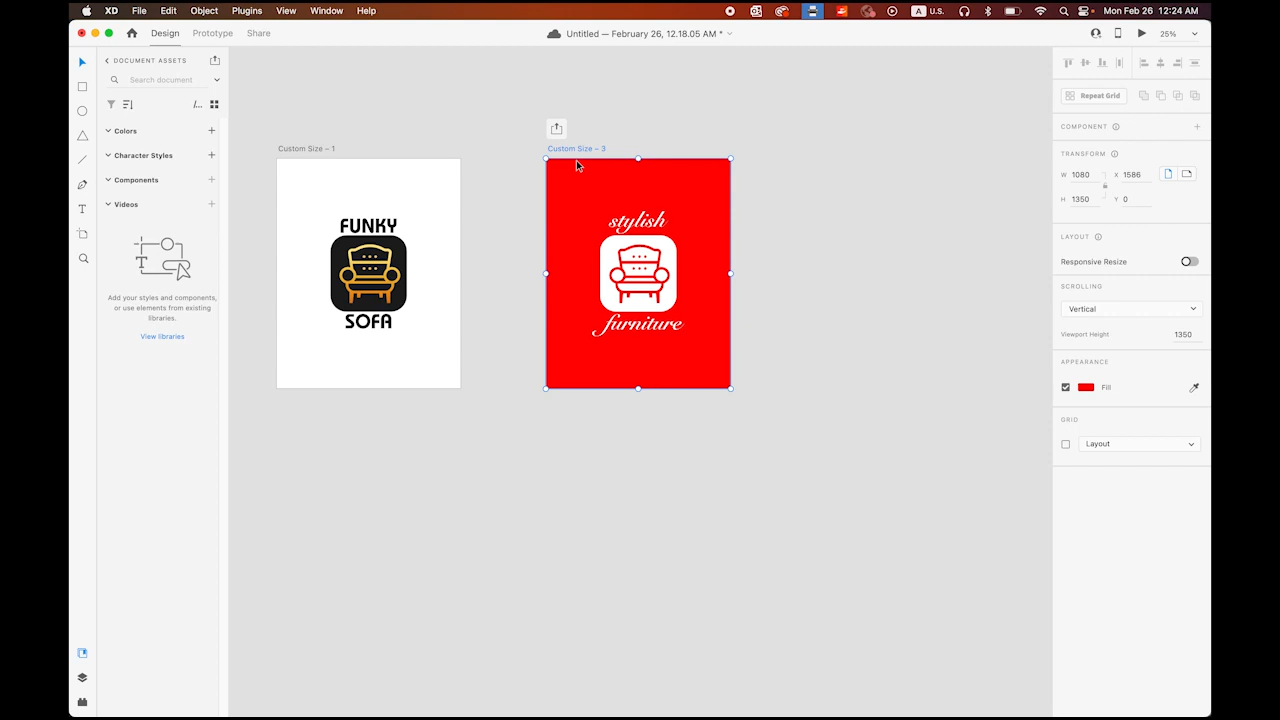 XD File Edit Object Plugins View Window Help A U.S. Mon Feb 26 12:24 AM
Design Prototype Share Untitled — February 26, 12.18.05 AM * 25%
DOCUMENT ASSETS
Search document
/...
Colors
Character Styles
Components
Videos
Add your styles and components,
or use elements from existing
libraries.
View libraries
Custom Size – 1
FUNKY
SOFA
Custom Size – 3
stylish
furniture
Repeat Grid
COMPONENT
TRANSFORM
W 1080 X 1586
H 1350 Y 0
LAYOUT
Responsive Resize
SCROLLING
Vertical
Viewport Height 1350
APPEARANCE
Fill
GRID
Layout